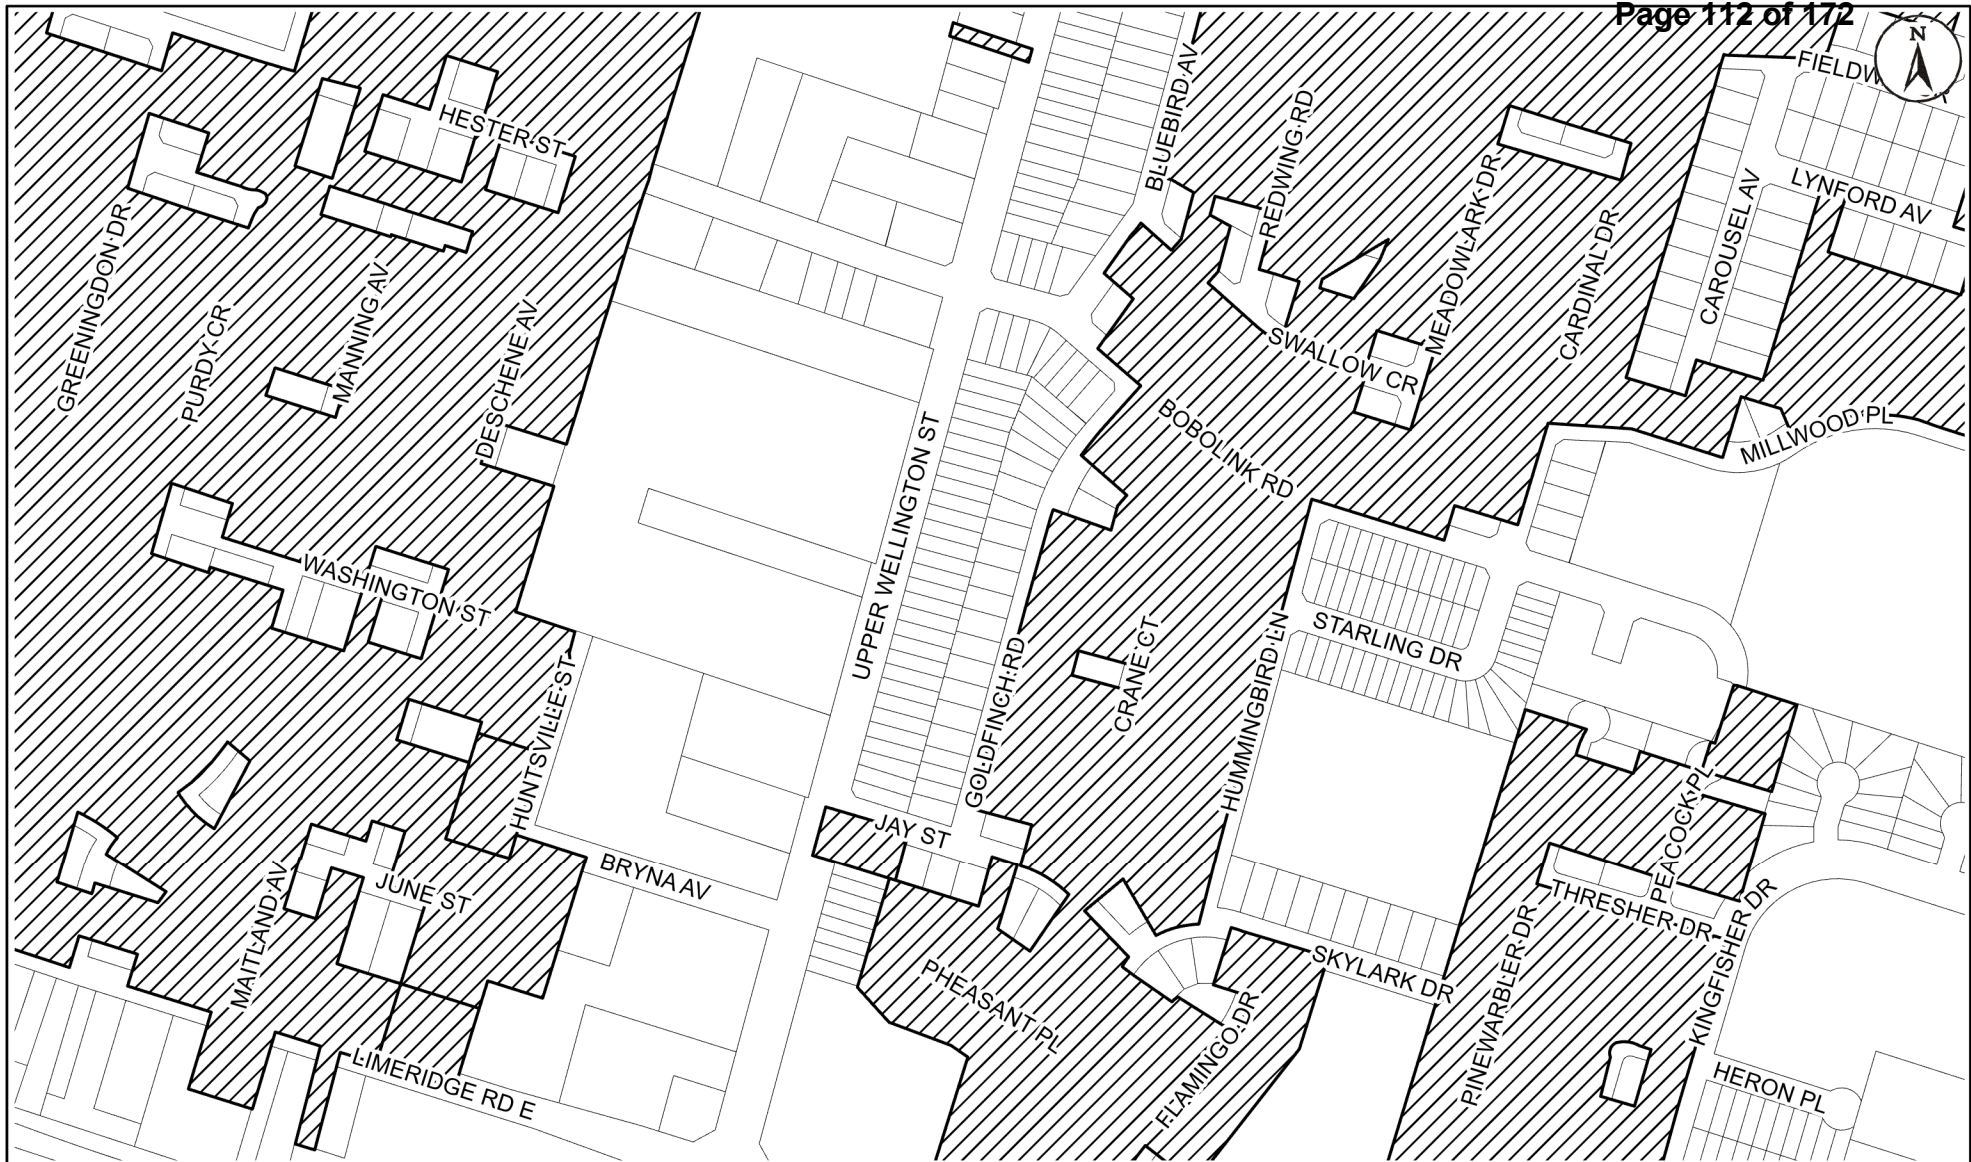 Page 112 of 172
N
FIELDW
HESTER ST
BLUEBIRD AV
REDWING RD
MEADOWLARK DR
LYNFORD AV
CAROUSEL AV
CARDINAL DR
GREENINGDON DR
PURDY CR
MANNING AV
DESCHENE AV
SWALLOW CR
BOBOLINK RD
MILLWOOD PL
UPPER WELLINGTON ST
WASHINGTON ST
STARLING DR
CRANE CT
HUMMINGBIRD LN
GOLDFINCH RD
HUNTSVILLE ST
JAY ST
PEACOCK PL
BRYNA AV
JUNE ST
MAITLAND AV
THRESHER DR
KINGFISHER DR
PINEWARBLER DR
SKYLARK DR
PHEASANT PL
FLAMINGO DR
LIMERIDGE RD E
HERON PL